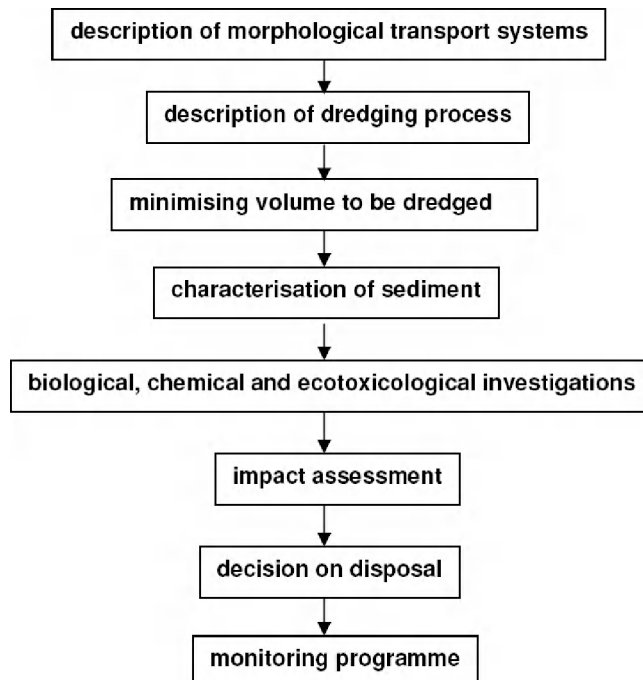 description of morphological transport systems
description of dredging process
minimising volume to be dredged
characterisation of sediment
biological, chemical and ecotoxicological investigations
impact assessment
decision on disposal
monitoring programme